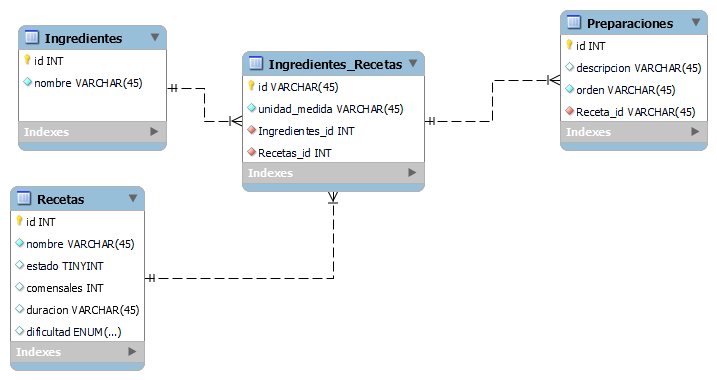 Ingredientes
id INT
nombre VARCHAR(45)
Indexes
Ingredientes_Recetas
id VARCHAR(45)
unidad_medida VARCHAR(45)
Ingredientes_id INT
Recetas_id INT
Indexes
Preparaciones
id INT
descripcion VARCHAR(45)
orden VARCHAR(45)
Receta_id VARCHAR(45)
Indexes
Recetas
id INT
nombre VARCHAR(45)
estado TINYINT
comensales INT
duracion VARCHAR(45)
dificultad ENUM(...)
Indexes